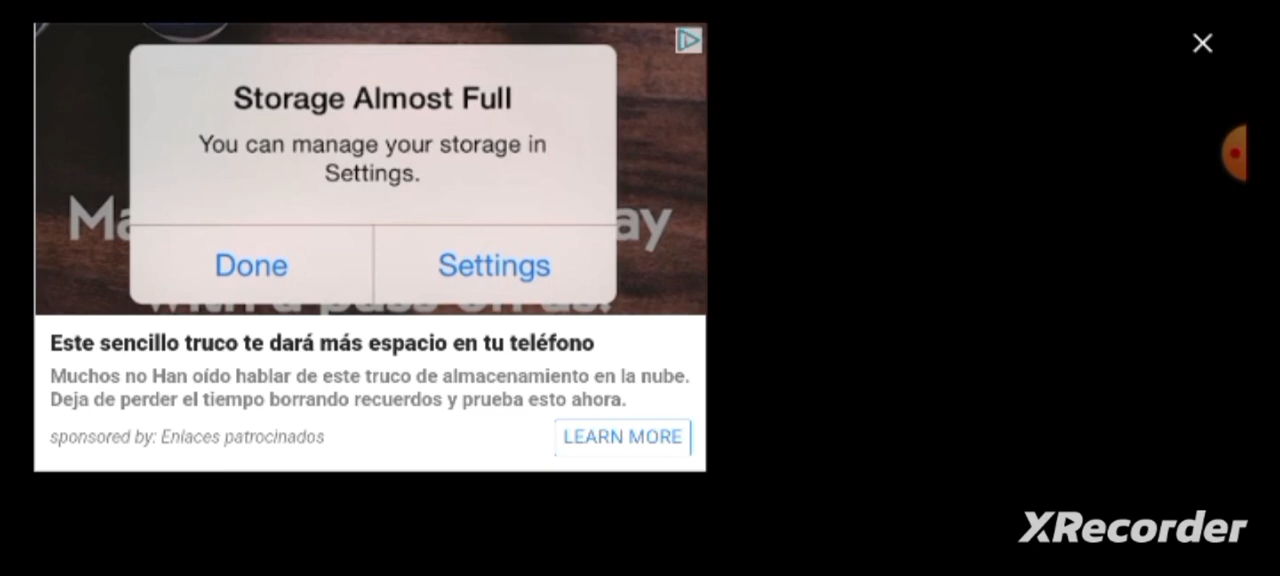 Storage Almost Full
You can manage your storage in
Settings.
Done
Settings
Este sencillo truco te dará más espacio en tu teléfono
Muchos no Han oído hablar de este truco de almacenamiento en la nube.
Deja de perder el tiempo borrando recuerdos y prueba esto ahora.
sponsored by: Enlaces patrocinados
LEARN MORE
XRecorder